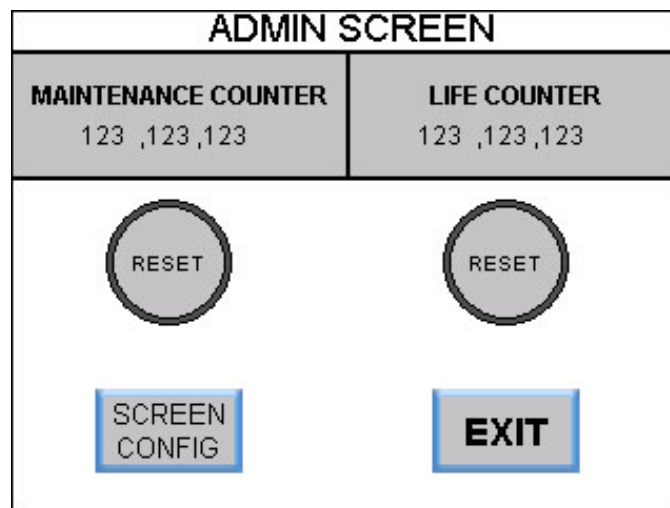 ADMIN SCREEN
MAINTENANCE COUNTER
123 ,123,123
LIFE COUNTER
123 ,123,123
RESET
RESET
SCREEN
CONFIG
EXIT